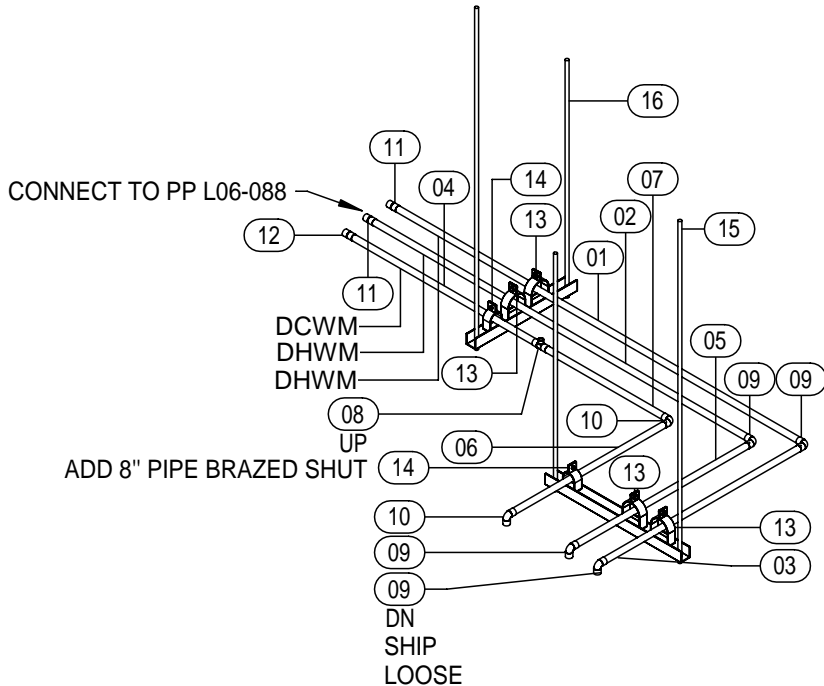 16
11
CONNECT TO PP L06-088
04
14
07
13
02
15
12
11
01
DCWM
DHWM
DHWM
13
05
09
09
08
UP
10
06
ADD 8" PIPE BRAZED SHUT
14
13
10
13
09
03
09
DN
SHIP
LOOSE